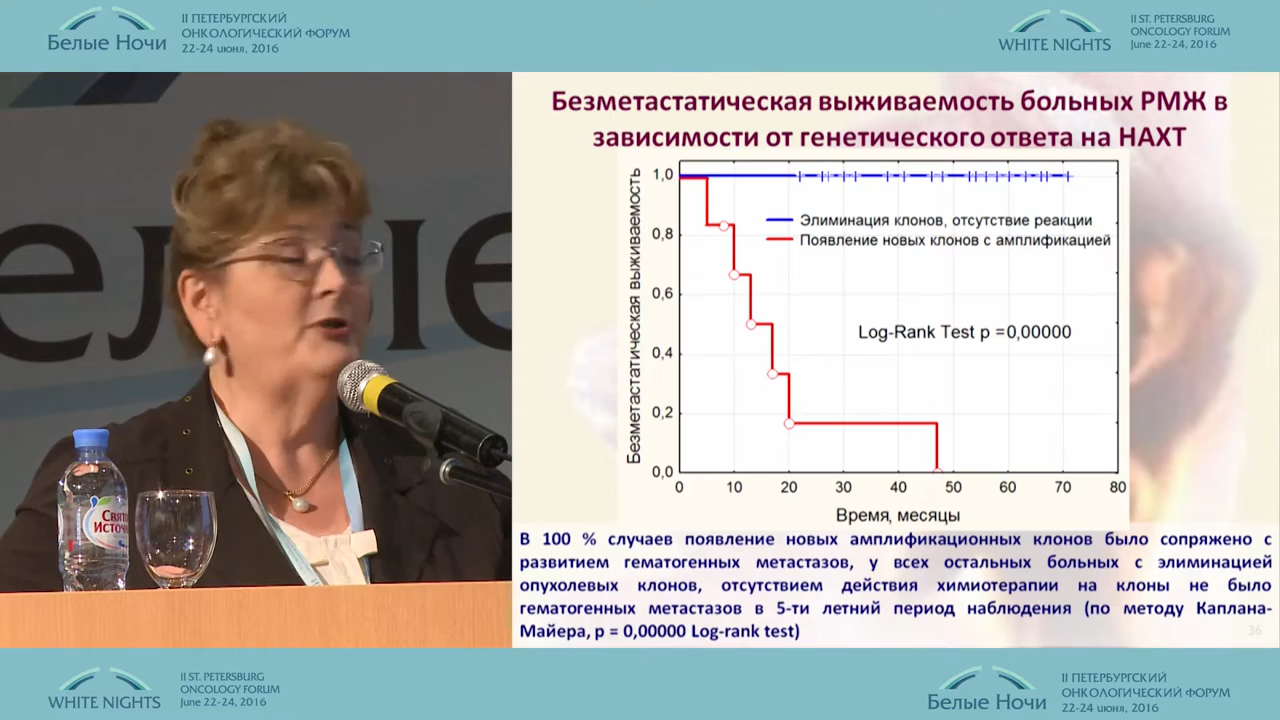 Белые Ночи
II ПЕТЕРБУРГСКИЙ
ОНКОЛОГИЧЕСКИЙ ФОРУМ
22-24 июня, 2016
WHITE NIGHTS
II ST. PETERSBURG
ONCOLOGY FORUM
June 22-24, 2016
елые
Безметастатическая выживаемость больных РМЖ в
зависимости от генетического ответа на НАХТ
Безметастатическая выживаемость
1,0
0,8
0,6
0,4
0,2
0,0
Элиминация клонов, отсутствие реакции
Появление новых клонов с амплификацией
Log-Rank Test p =0,00000
0 10 20 30 40 50 60 70 80
Время, месяцы
В 100 % случаев появление новых амплификационных клонов было сопряжено с
развитием гематогенных метастазов, у всех остальных больных с элиминацией
опухолевых клонов, отсутствием действия химиотерапии на клоны не было
гематогенных метастазов в 5-ти летний период наблюдения (по методу Каплана-
Майера, р = 0,00000 Log-rank test)
36
WHITE NIGHTS
II ST. PETERSBURG
ONCOLOGY FORUM
June 22-24, 2016
Белые Ночи
II ПЕТЕРБУРГСКИЙ
ОНКОЛОГИЧЕСКИЙ ФОРУМ
22-24 июня, 2016